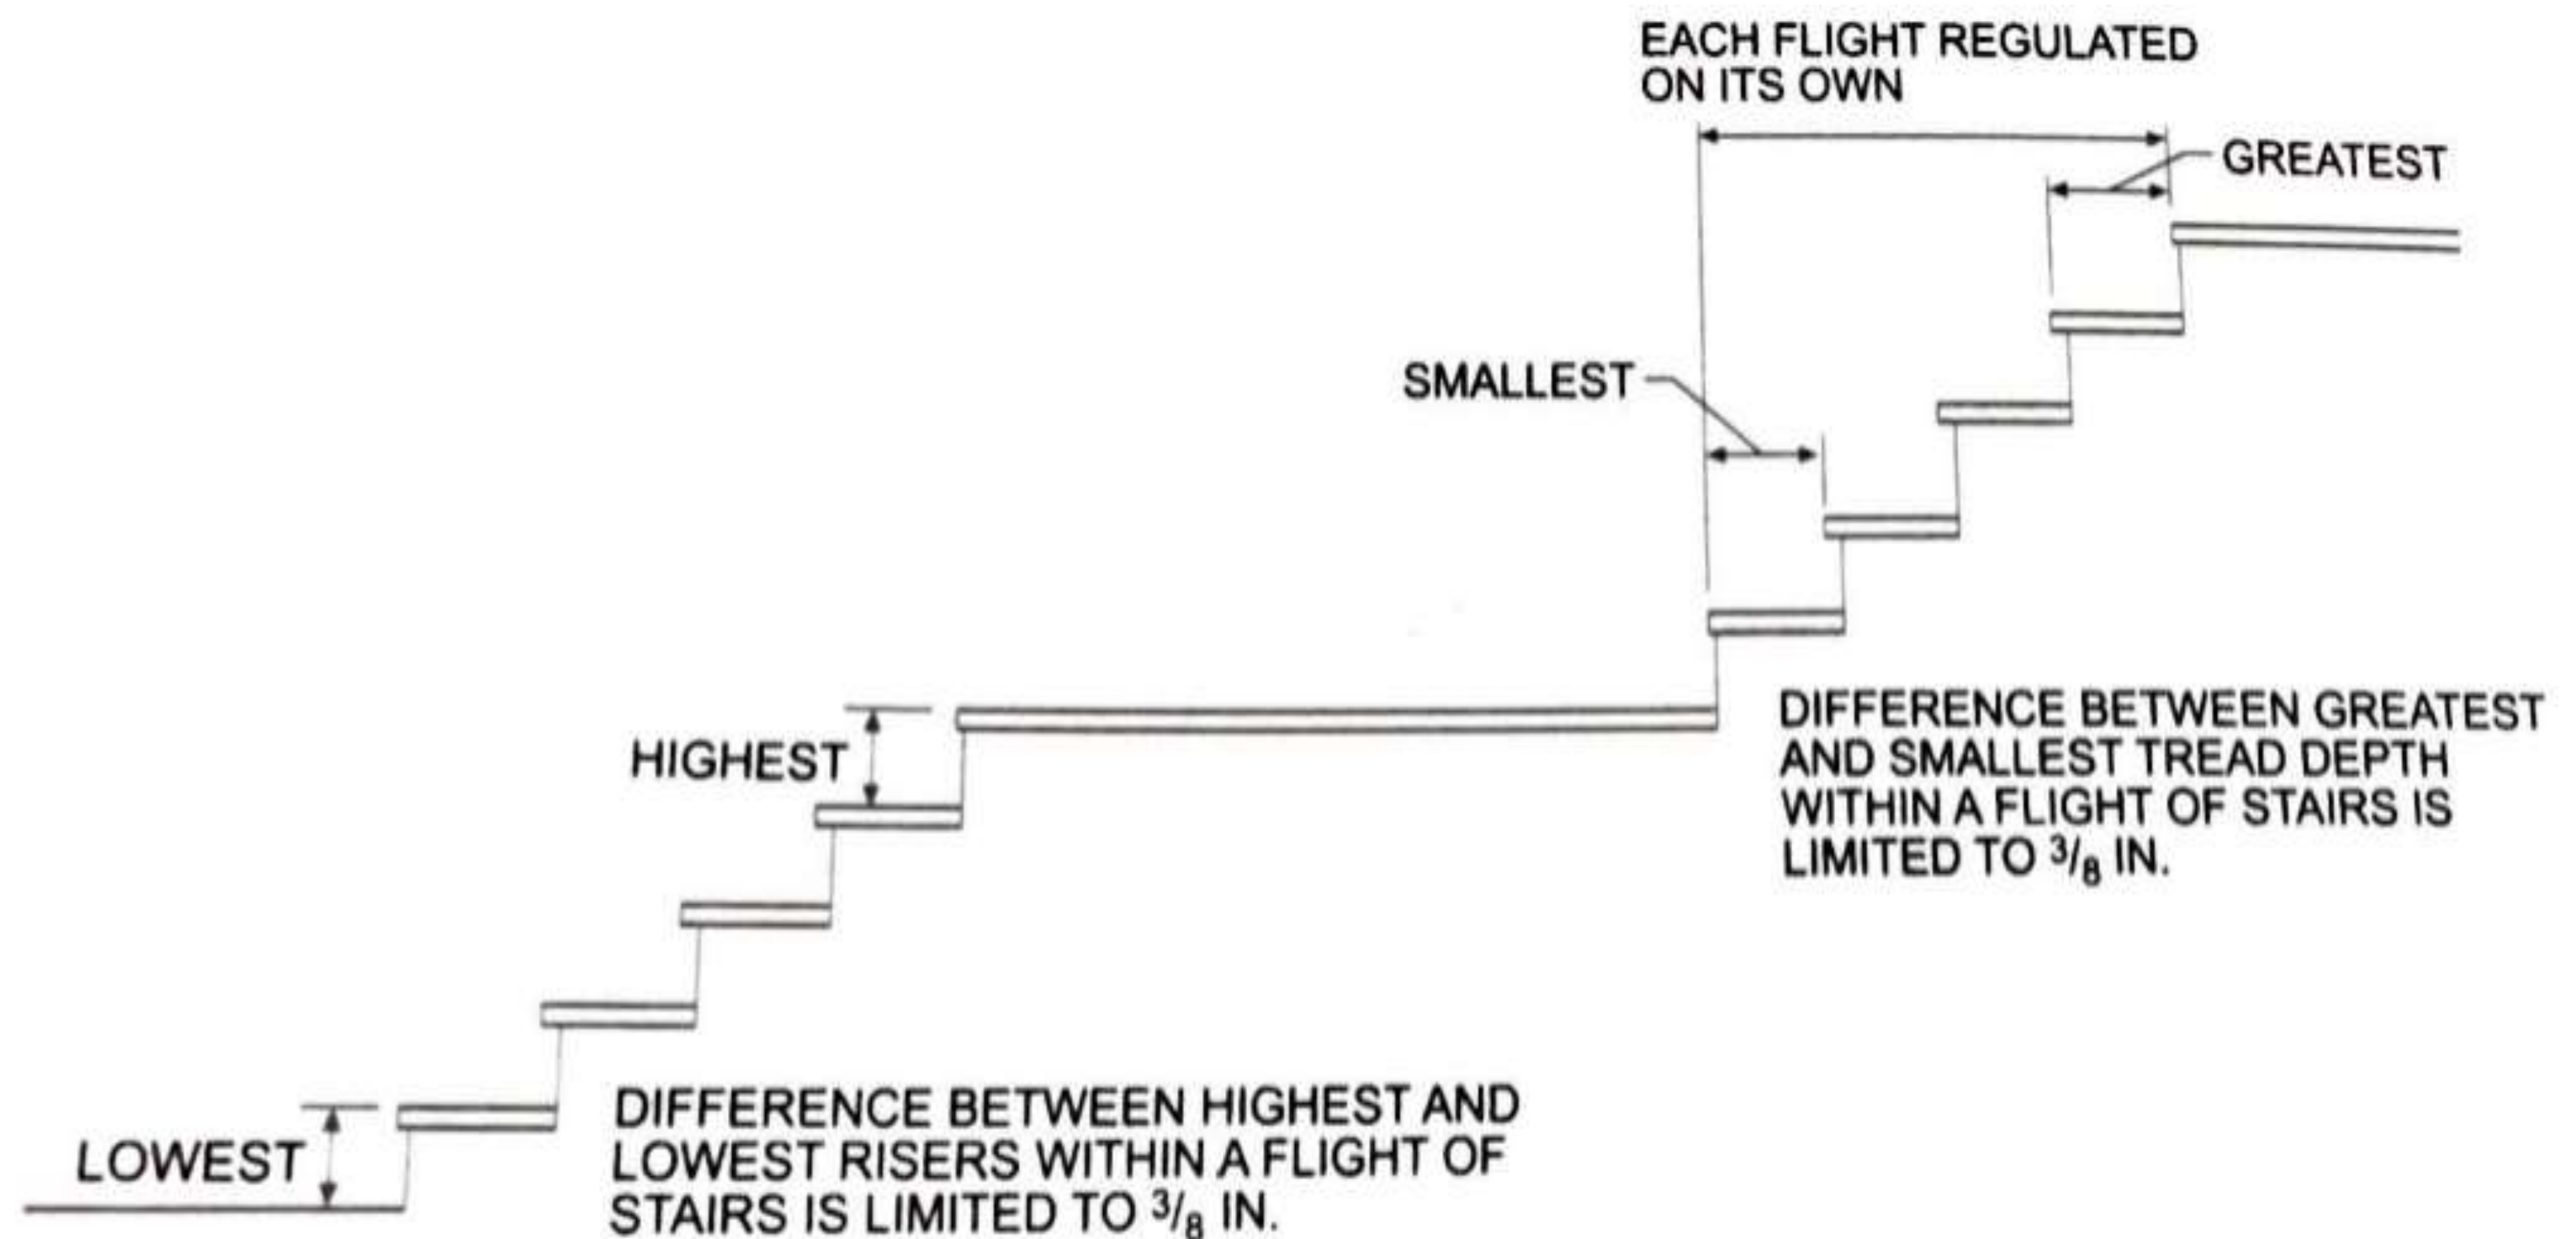 EACH FLIGHT REGULATED
ON ITS OWN
GREATEST
SMALLEST
HIGHEST
DIFFERENCE BETWEEN GREATEST
AND SMALLEST TREAD DEPTH
WITHIN A FLIGHT OF STAIRS IS
LIMITED TO 3/8 IN.
LOWEST
DIFFERENCE BETWEEN HIGHEST AND
LOWEST RISERS WITHIN A FLIGHT OF
STAIRS IS LIMITED TO 3/8 IN.